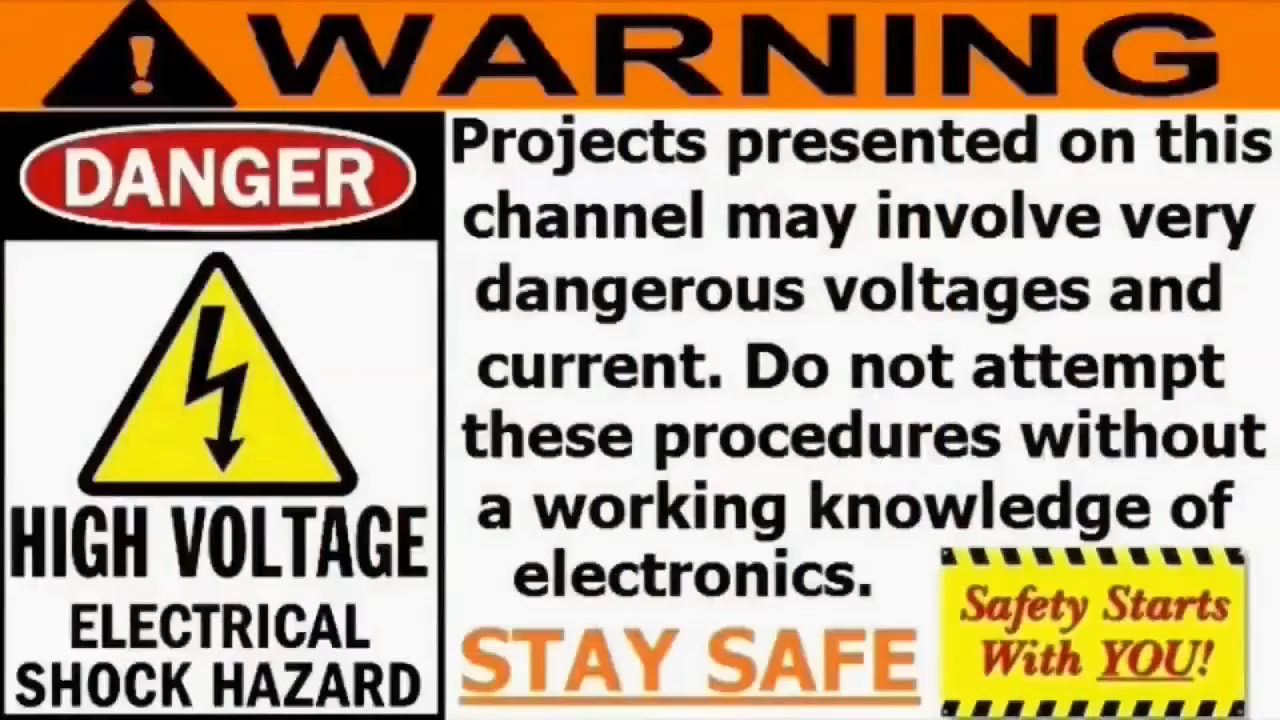 WARNING
DANGER
HIGH VOLTAGE
ELECTRICAL
SHOCK HAZARD
Projects presented on this
channel may involve very
dangerous voltages and
current. Do not attempt
these procedures without
a working knowledge of
electronics.
STAY SAFE
Safety Starts
With YOU!